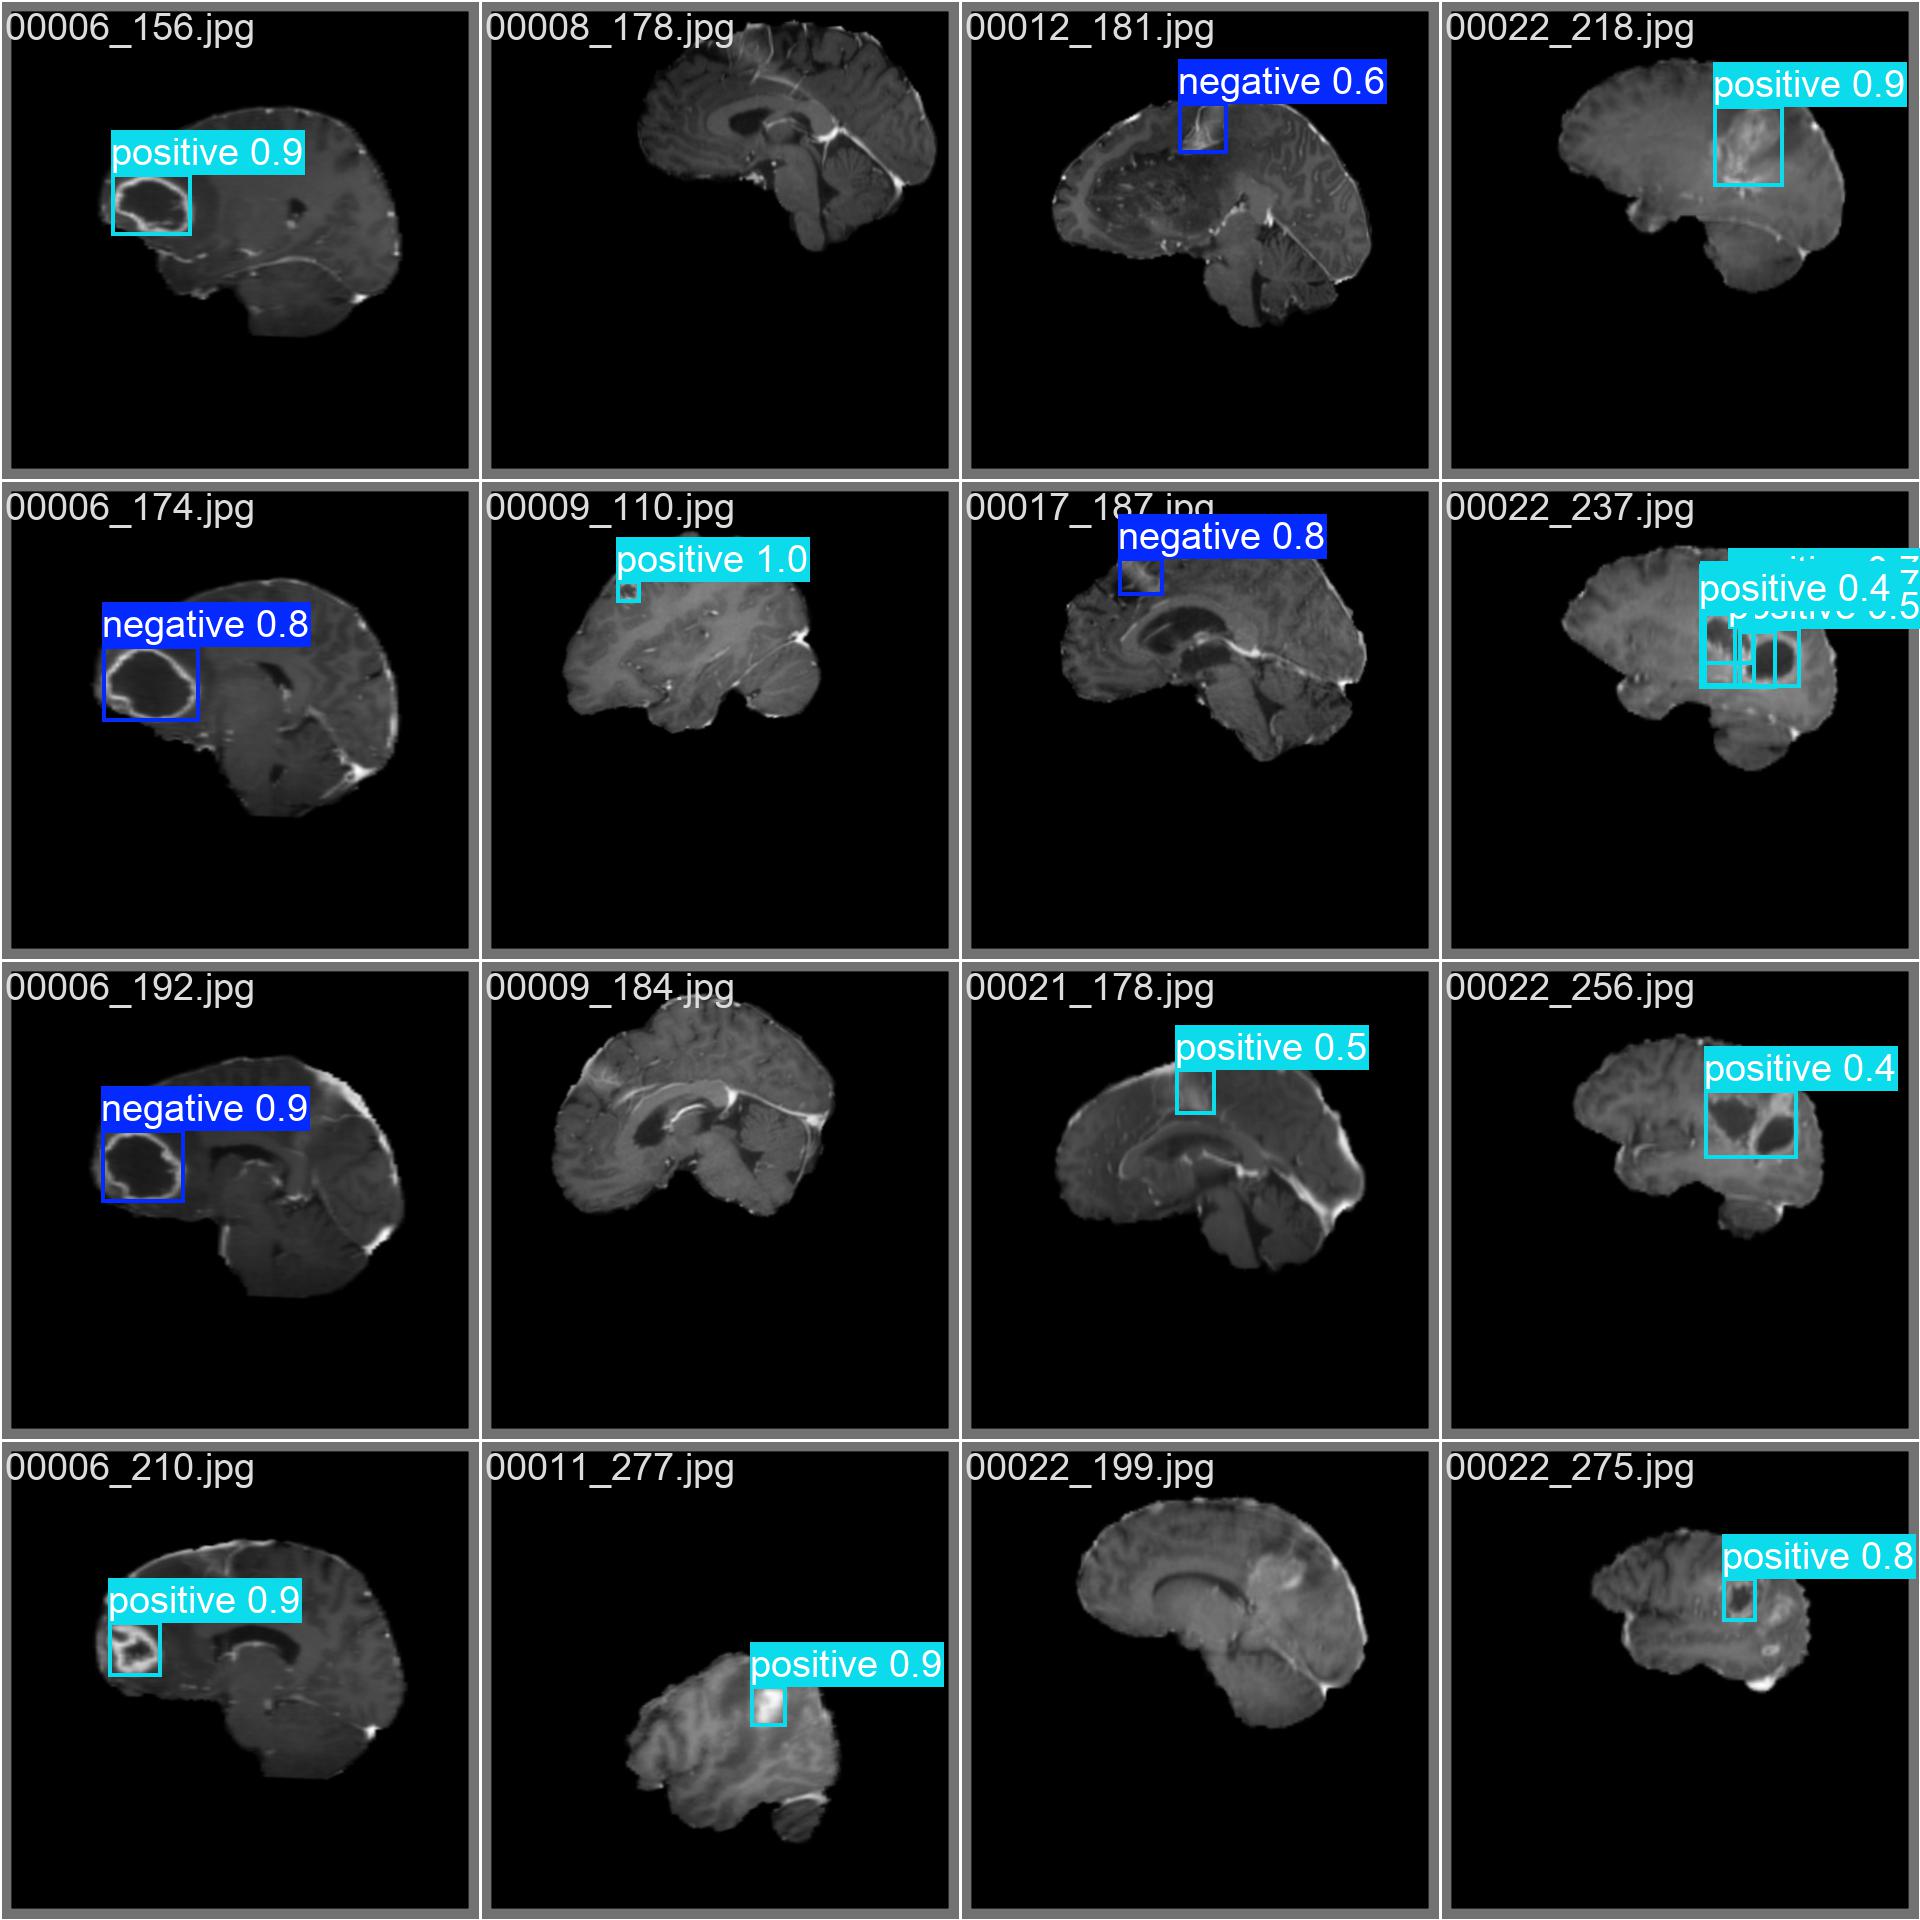 00006_156.jpg
positive 0.9
00008_178.jpg
00012_181.jpg
negative 0.6
00022_218.jpg
positive 0.9
00006_174.jpg
negative 0.8
00009_110.jpg
positive 1.0
00017_187.jpg
negative 0.8
00022_237.jpg
positive 0.4
00006_192.jpg
negative 0.9
00009_184.jpg
00021_178.jpg
positive 0.5
00022_256.jpg
positive 0.4
00006_210.jpg
positive 0.9
00011_277.jpg
positive 0.9
00022_199.jpg
00022_275.jpg
positive 0.8